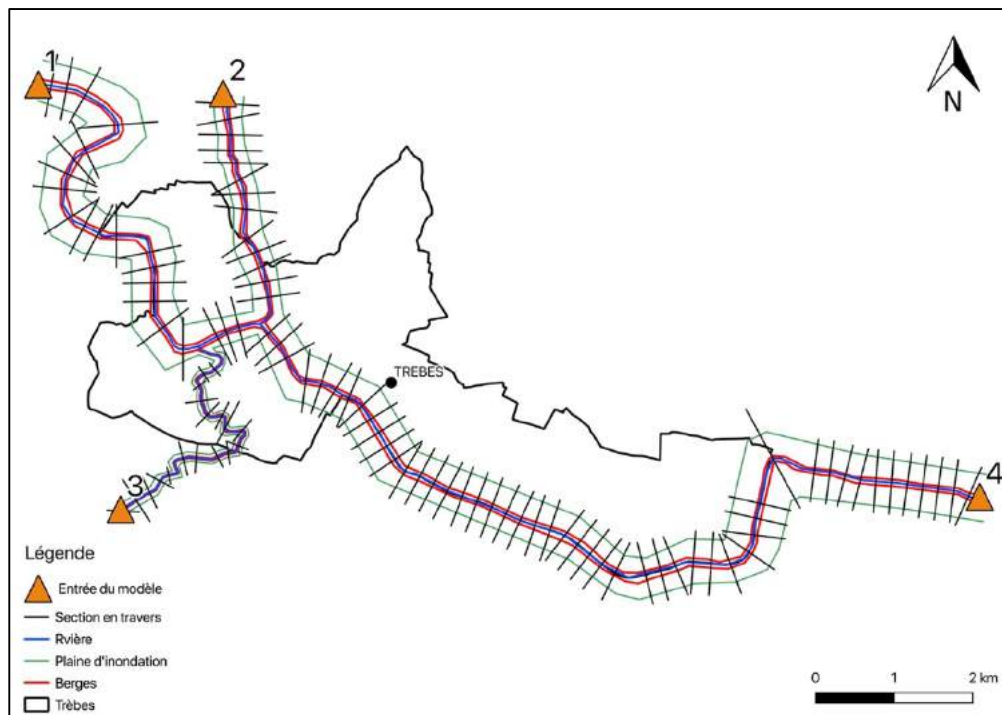 1
2
N
TREBES
3
4
Légende
Entrée du modèle
Section en travers
Rvière
Plaine d'inondation
Berges
Trèbes
0 1 2 km